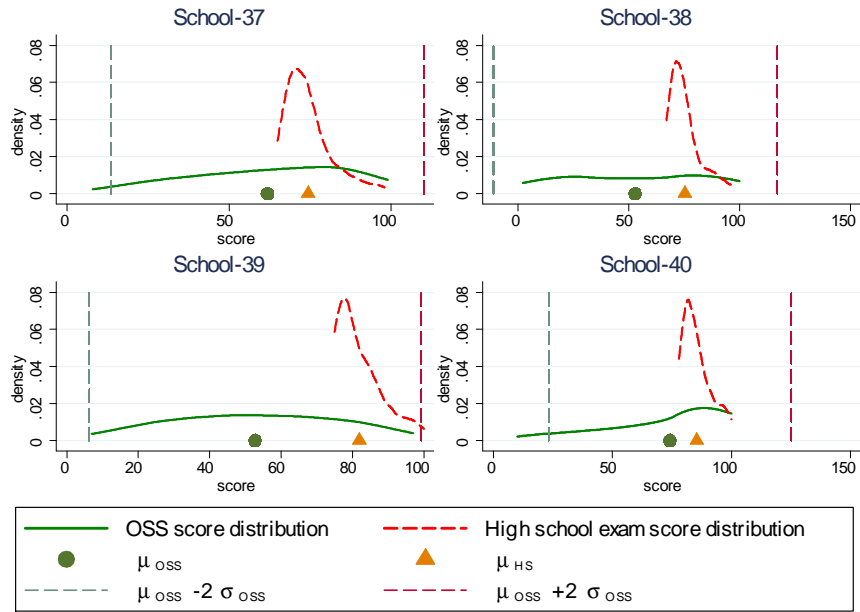 School-37
School-38
density
0 .02 .04 .06 .08
0 50 100
score
density
0 .02 .04 .06 .08
0 50 100 150
score
School-39
School-40
density
0 .02 .04 .06 .08
0 20 40 60 80 100
score
density
0 .02 .04 .06 .08
0 50 100 150
score
OSS score distribution
High school exam score distribution
μ OSS
μ HS
μ OSS -2 σ OSS
μ OSS +2 σ OSS